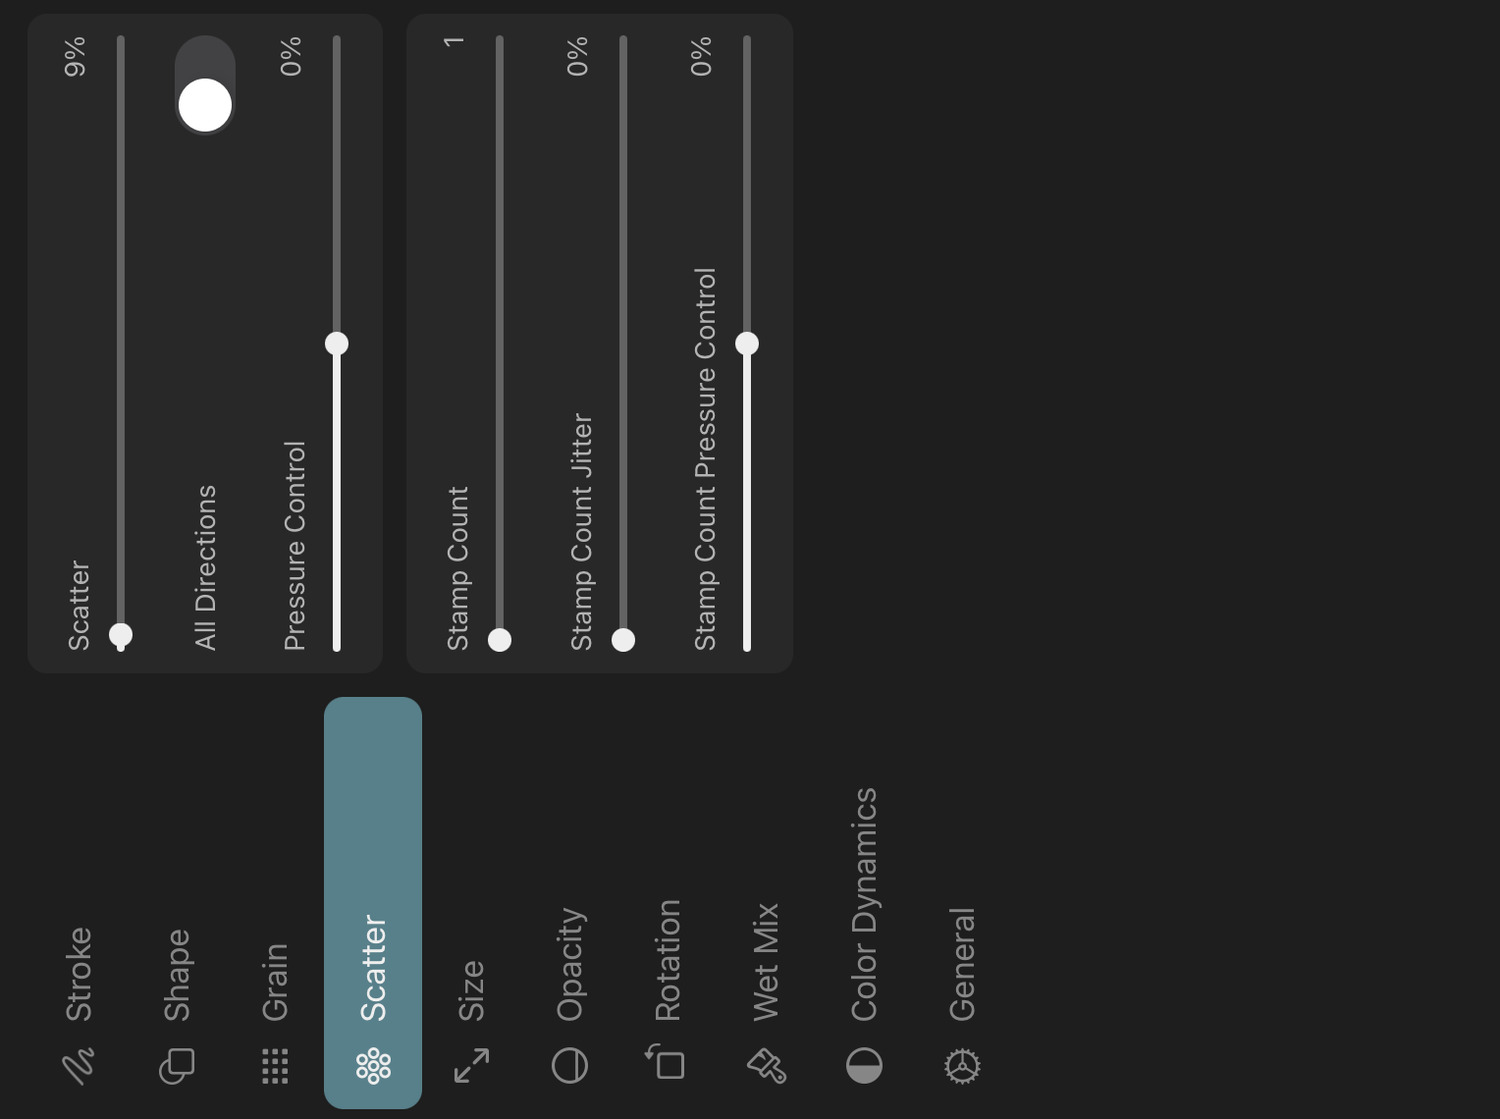 Stroke
Shape
Grain
Scatter
Size
Opacity
Rotation
Wet Mix
Color Dynamics
General
Scatter 9%
All Directions
Pressure Control 0%
Stamp Count 1
Stamp Count Jitter 0%
Stamp Count Pressure Control 0%